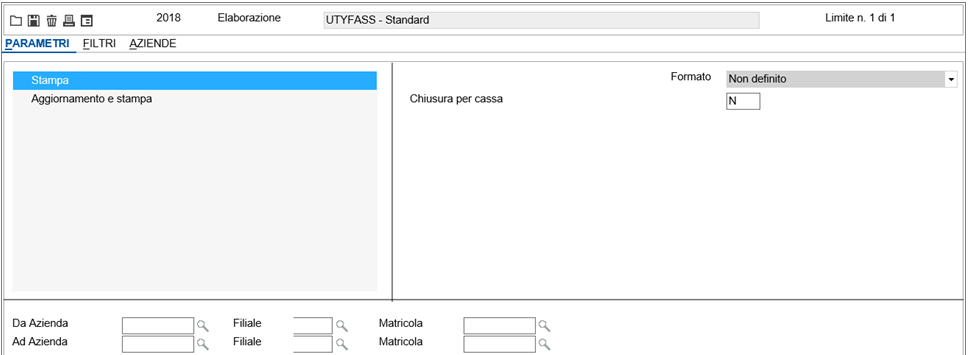 2018 Elaborazione UTYFASS - Standard Limite n. 1 di 1
PARAMETRI FILTRI AZIENDE
Stampa
Aggiornamento e stampa
Formato Non definito
Chiusura per cassa N
Da Azienda Filiale Matricola
Ad Azienda Filiale Matricola